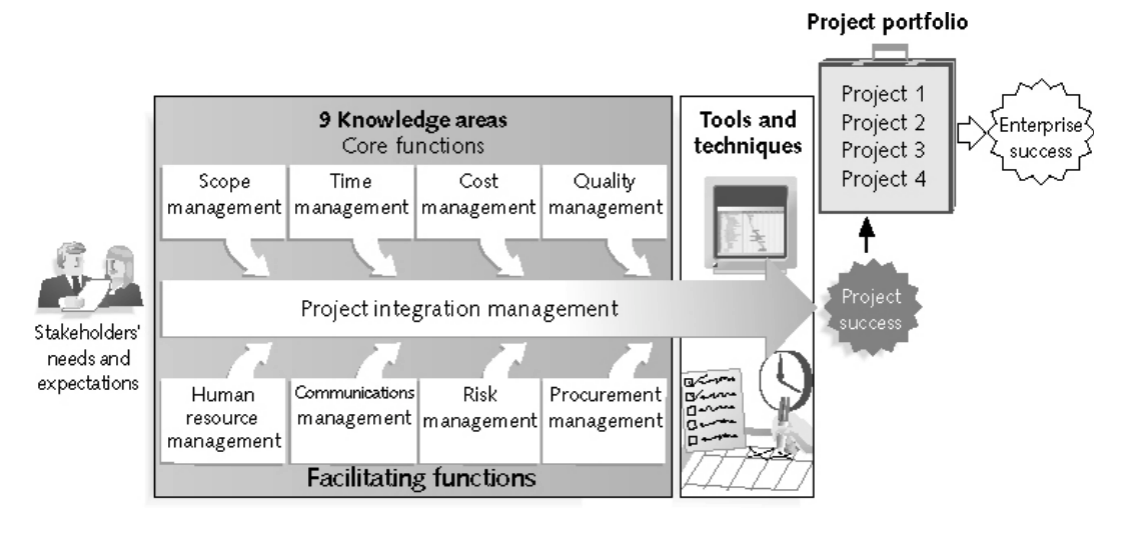 Project portfolio
Project 1
Project 2
Project 3
Project 4
Enterprise
success
9 Knowledge areas
Core functions
Tools and
techniques
Scope
management
Time
management
Cost
management
Quality
management
Project integration management
Project
success
Stakeholders'
needs and
expectations
Human
resource
management
Communications
management
Risk
management
Procurement
management
Facilitating functions